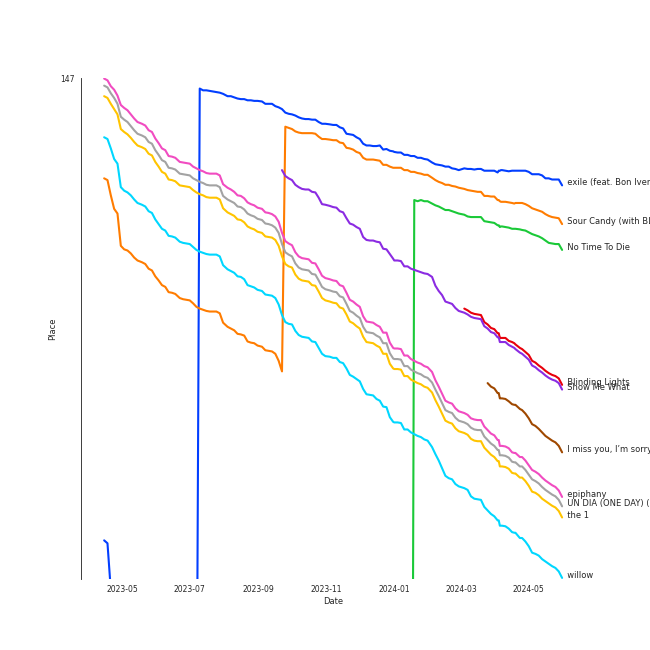 147
exile (feat. Bon Iver
Sour Candy (with Bl
No Time To Die
Blinding Lights
Show Me What
I miss you, I'm sorry
epiphany
UN DIA (ONE DAY) (
the 1
willow
Place
2023-05
2023-07
2023-09
2023-11
2024-01
2024-03
2024-05
Date